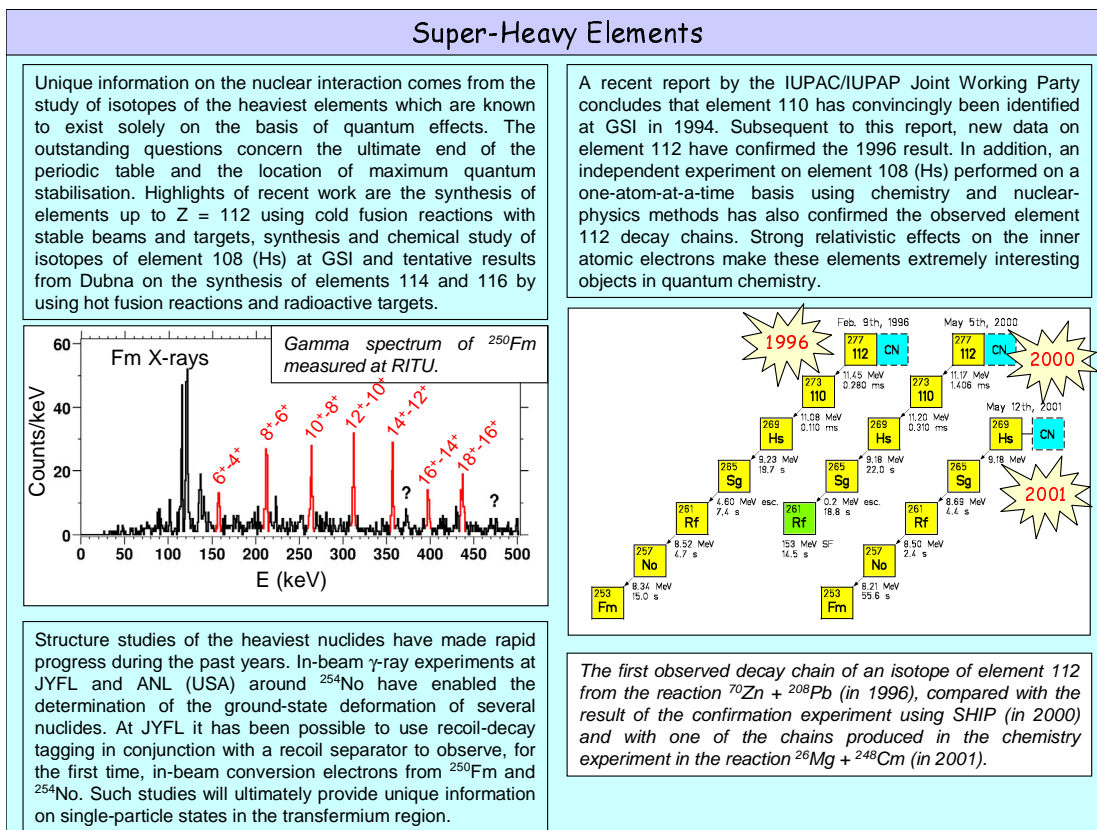 Super-Heavy Elements
Unique information on the nuclear interaction comes from the
study of isotopes of the heaviest elements which are known
to exist solely on the basis of quantum effects. The
outstanding questions concern the ultimate end of the
periodic table and the location of maximum quantum
stabilisation. Highlights of recent work are the synthesis of
elements up to Z = 112 using cold fusion reactions with
stable beams and targets, synthesis and chemical study of
isotopes of element 108 (Hs) at GSI and tentative results
from Dubna on the synthesis of elements 114 and 116 by
using hot fusion reactions and radioactive targets.
Fm X-rays
Gamma spectrum of ²⁵⁰Fm
measured at RITU.
Counts/keV
60
40
20
0
6⁺-4⁺
8⁺-6⁺
10⁺-8⁺
12⁺-10⁺
14⁺-12⁺
16⁺-14⁺
18⁺-16⁺
?
?
0 50 100 150 200 250 300 350 400 450 500
E (keV)
Structure studies of the heaviest nuclides have made rapid
progress during the past years. In-beam γ-ray experiments at
JYFL and ANL (USA) around ²⁵⁴No have enabled the
determination of the ground-state deformation of several
nuclides. At JYFL it has been possible to use recoil-decay
tagging in conjunction with a recoil separator to observe, for
the first time, in-beam conversion electrons from ²⁵⁰Fm and
²⁵⁴No. Such studies will ultimately provide unique information
on single-particle states in the transfermium region.
A recent report by the IUPAC/IUPAP Joint Working Party
concludes that element 110 has convincingly been identified
at GSI in 1994. Subsequent to this report, new data on
element 112 have confirmed the 1996 result. In addition, an
independent experiment on element 108 (Hs) performed on a
one-atom-at-a-time basis using chemistry and nuclear-
physics methods has also confirmed the observed element
112 decay chains. Strong relativistic effects on the inner
atomic electrons make these elements extremely interesting
objects in quantum chemistry.
1996
Feb. 9th, 1996
277
112
CN
11.45 MeV
0.280 ms
273
110
11.08 MeV
0.110 ms
269
Hs
9.23 MeV
19.7 s
265
Sg
4.60 MeV esc.
7.4 s
261
Rf
8.52 MeV
4.7 s
257
No
8.34 MeV
15.0 s
253
Fm
May 5th, 2000
277
112
CN
2000
11.17 MeV
1.406 ms
273
110
11.20 MeV
0.310 ms
269
Hs
9.18 MeV
22.0 s
265
Sg
0.2 MeV esc.
18.8 s
261
Rf
153 MeV SF
14.5 s
May 12th, 2001
269
Hs
CN
9.18 MeV
2001
265
Sg
8.69 MeV
4.4 s
261
Rf
8.50 MeV
2.4 s
257
No
8.21 MeV
55.6 s
253
Fm
The first observed decay chain of an isotope of element 112
from the reaction ⁷⁰Zn + ²⁰⁸Pb (in 1996), compared with the
result of the confirmation experiment using SHIP (in 2000)
and with one of the chains produced in the chemistry
experiment in the reaction ²⁶Mg + ²⁴⁸Cm (in 2001).